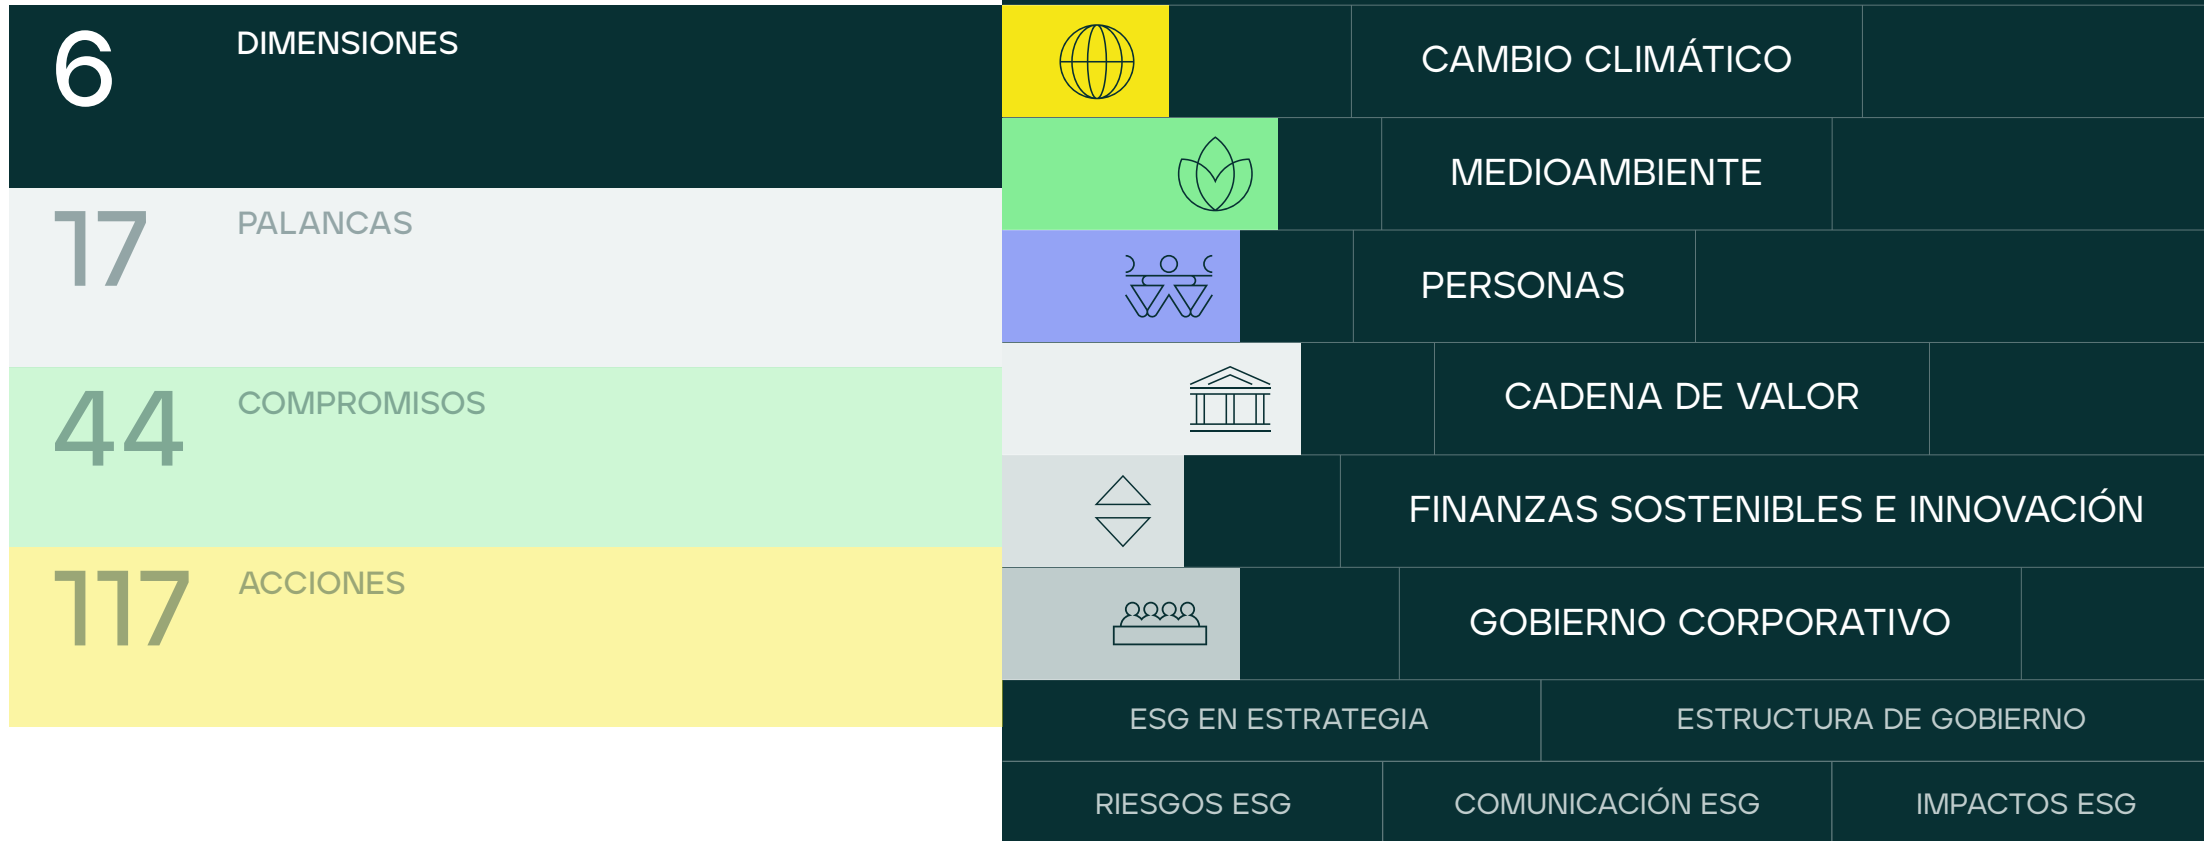 6 DIMENSIONES
17 PALANCAS
44 COMPROMISOS
117 ACCIONES
CAMBIO CLIMÁTICO
MEDIOAMBIENTE
PERSONAS
CADENA DE VALOR
FINANZAS SOSTENIBLES E INNOVACIÓN
GOBIERNO CORPORATIVO
ESG EN ESTRATEGIA ESTRUCTURA DE GOBIERNO
RIESGOS ESG COMUNICACIÓN ESG IMPACTOS ESG